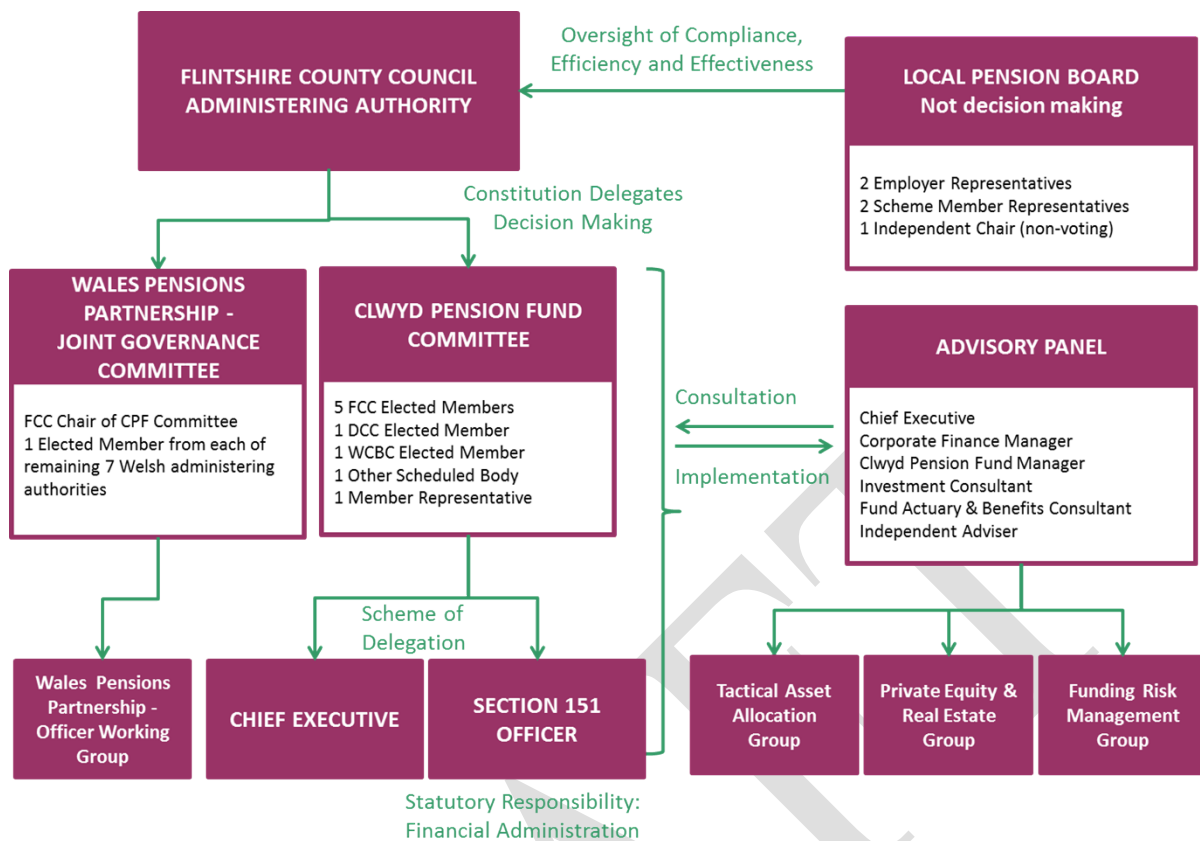 Oversight of Compliance,
Efficiency and Effectiveness
FLINTSHIRE COUNTY COUNCIL
ADMINISTERING AUTHORITY
LOCAL PENSION BOARD
Not decision making
2 Employer Representatives
2 Scheme Member Representatives
1 Independent Chair (non-voting)
Constitution Delegates
Decision Making
WALES PENSIONS
PARTNERSHIP -
JOINT GOVERNANCE
COMMITTEE
FCC Chair of CPF Committee
1 Elected Member from each of
remaining 7 Welsh administering
authorities
CLWYD PENSION FUND
COMMITTEE
5 FCC Elected Members
1 DCC Elected Member
1 WCBC Elected Member
1 Other Scheduled Body
1 Member Representative
Consultation
Implementation
ADVISORY PANEL
Chief Executive
Corporate Finance Manager
Clwyd Pension Fund Manager
Investment Consultant
Fund Actuary & Benefits Consultant
Independent Adviser
Scheme of
Delegation
Wales Pensions
Partnership -
Officer Working
Group
CHIEF EXECUTIVE
SECTION 151
OFFICER
Tactical Asset
Allocation
Group
Private Equity &
Real Estate
Group
Funding Risk
Management
Group
Statutory Responsibility:
Financial Administration